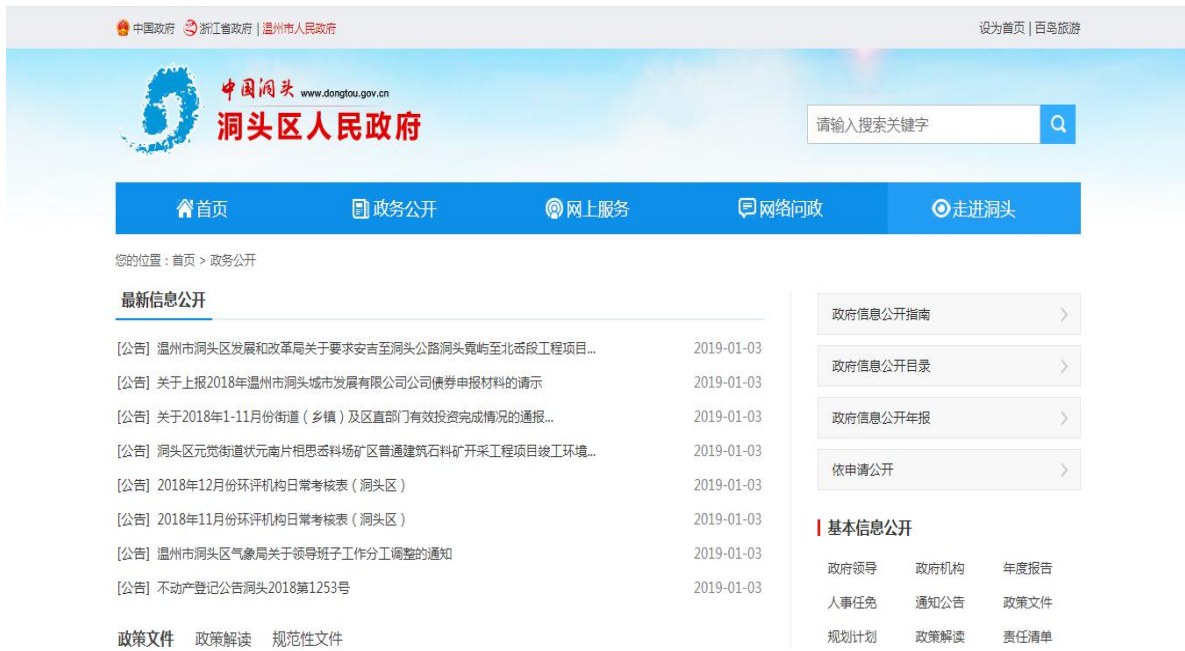 中国政府 浙江省政府 | 温州市人民政府
设为首页 | 百岛旅游
中国洞头 www.dongtou.gov.cn
洞头区人民政府
请输入搜索关键字
首页 政务公开 网上服务 网络问政 走进洞头
您的位置：首页 > 政务公开
最新信息公开
[公告] 温州市洞头区发展和改革局关于要求安吉至洞头公路洞头霓屿至北岙段工程项目... 2019-01-03
[公告] 关于上报2018年温州市洞头城市发展有限公司公司债券申报材料的请示 2019-01-03
[公告] 关于2018年1-11月份街道（乡镇）及区直部门有效投资完成情况的通报... 2019-01-03
[公告] 洞头区元觉街道状元南片相思岙料场矿区普通建筑石料矿开采工程项目竣工环境... 2019-01-03
[公告] 2018年12月份环评机构日常考核表（洞头区） 2019-01-03
[公告] 2018年11月份环评机构日常考核表（洞头区） 2019-01-03
[公告] 温州市洞头区气象局关于领导班子工作分工调整的通知 2019-01-03
[公告] 不动产登记公告洞头2018第1253号 2019-01-03
政策文件 政策解读 规范性文件
政府信息公开指南
政府信息公开目录
政府信息公开年报
依申请公开
基本信息公开
政府领导 政府机构 年度报告
人事任免 通知公告 政策文件
规划计划 政策解读 责任清单